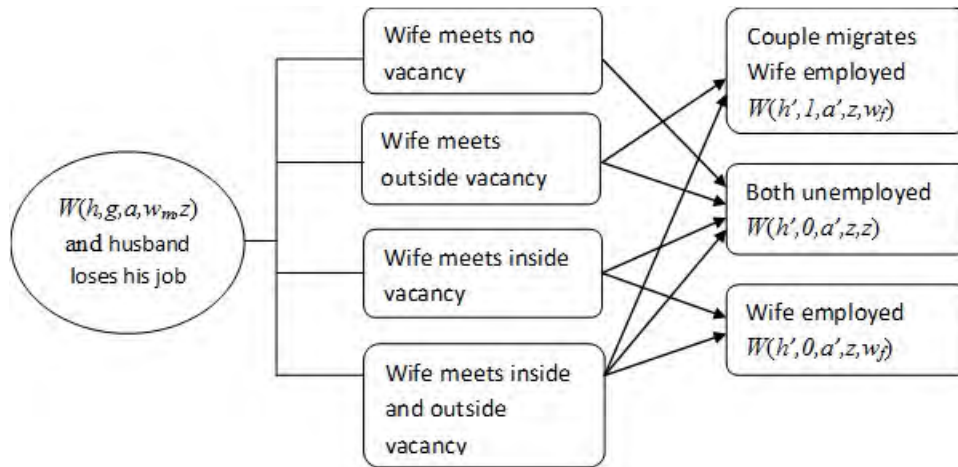 W(h,g,a,wₘ,z)
and husband
loses his job
Wife meets no
vacancy
Wife meets
outside vacancy
Wife meets inside
vacancy
Wife meets inside
and outside
vacancy
Couple migrates
Wife employed
W(h′,1,a′,z,w_f)
Both unemployed
W(h′,0,a′,z,z)
Wife employed
W(h′,0,a′,z,w_f)